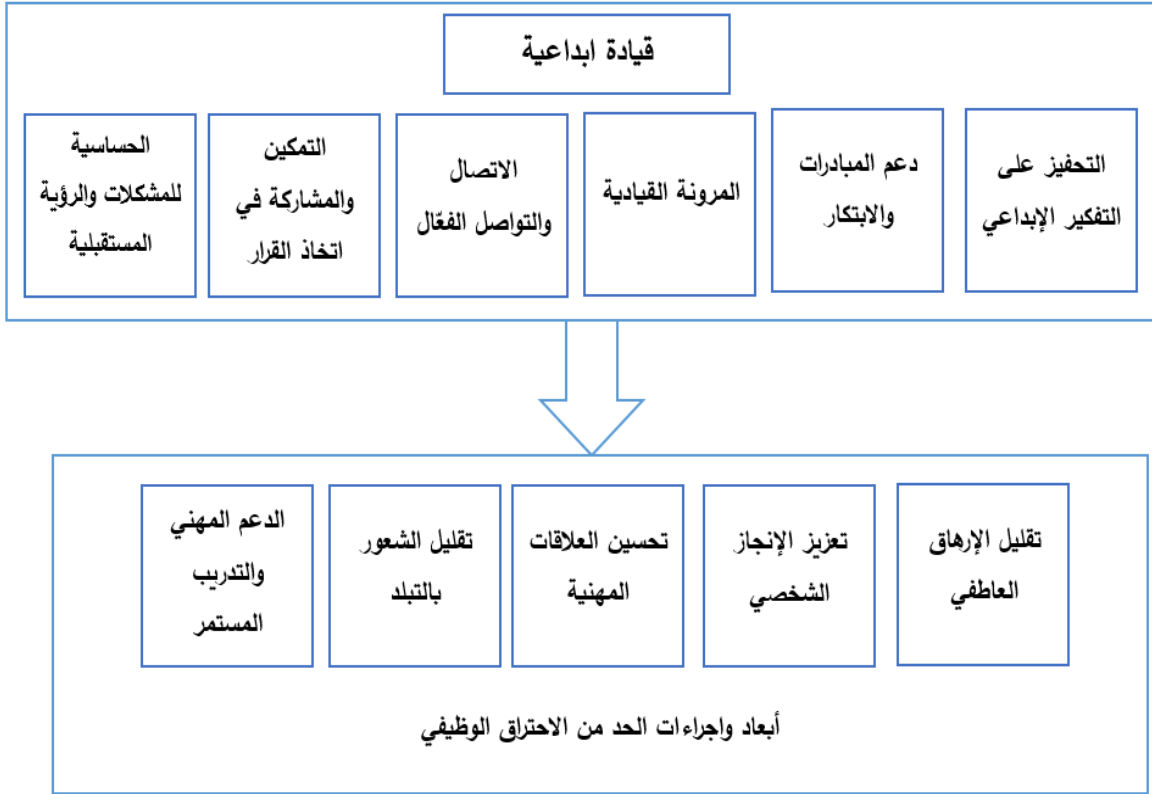 قيادة ابداعية
التحفيز على
التفكير الإبداعي
دعم المبادرات
والابتكار
المرونة القيادية
الاتصال
والتواصل الفعّال
التمكين
والمشاركة في
اتخاذ القرار
الحساسية
للمشكلات والرؤية
المستقبلية
تقليل الإرهاق
العاطفي
تعزيز الإنجاز
الشخصي
تحسين العلاقات
المهنية
تقليل الشعور
بالتبلد
الدعم المهني
والتدريب
المستمر
أبعاد واجراءات الحد من الاحتراق الوظيفي